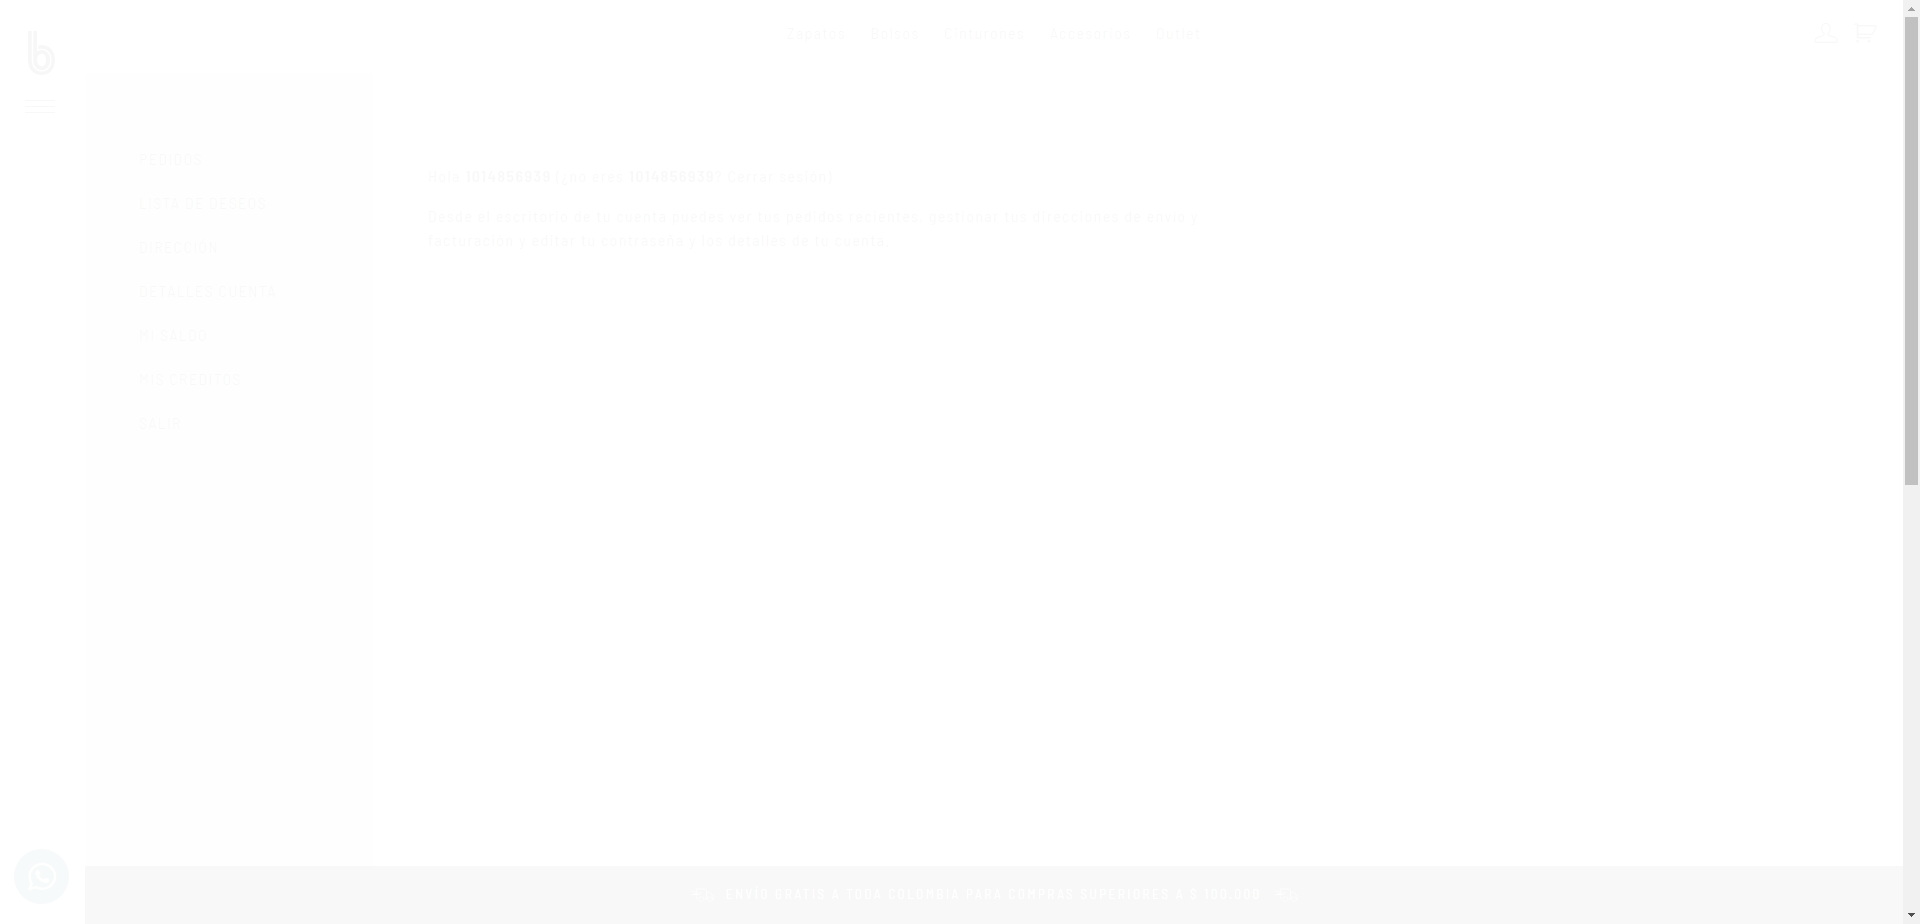 b
Zapatos Bolsos Cinturones Accesorios Outlet
PEDIDOS
LISTA DE DESEOS
DIRECCIÓN
DETALLES CUENTA
MI SALDO
MIS CRÉDITOS
SALIR
Hola 1014856939 (¿no eres 1014856939? Cerrar sesión)
Desde el escritorio de tu cuenta puedes ver tus pedidos recientes, gestionar tus direcciones de envío y
facturación y editar tu contraseña y los detalles de tu cuenta.
ENVÍO GRATIS A TODA COLOMBIA PARA COMPRAS SUPERIORES A $ 100.000